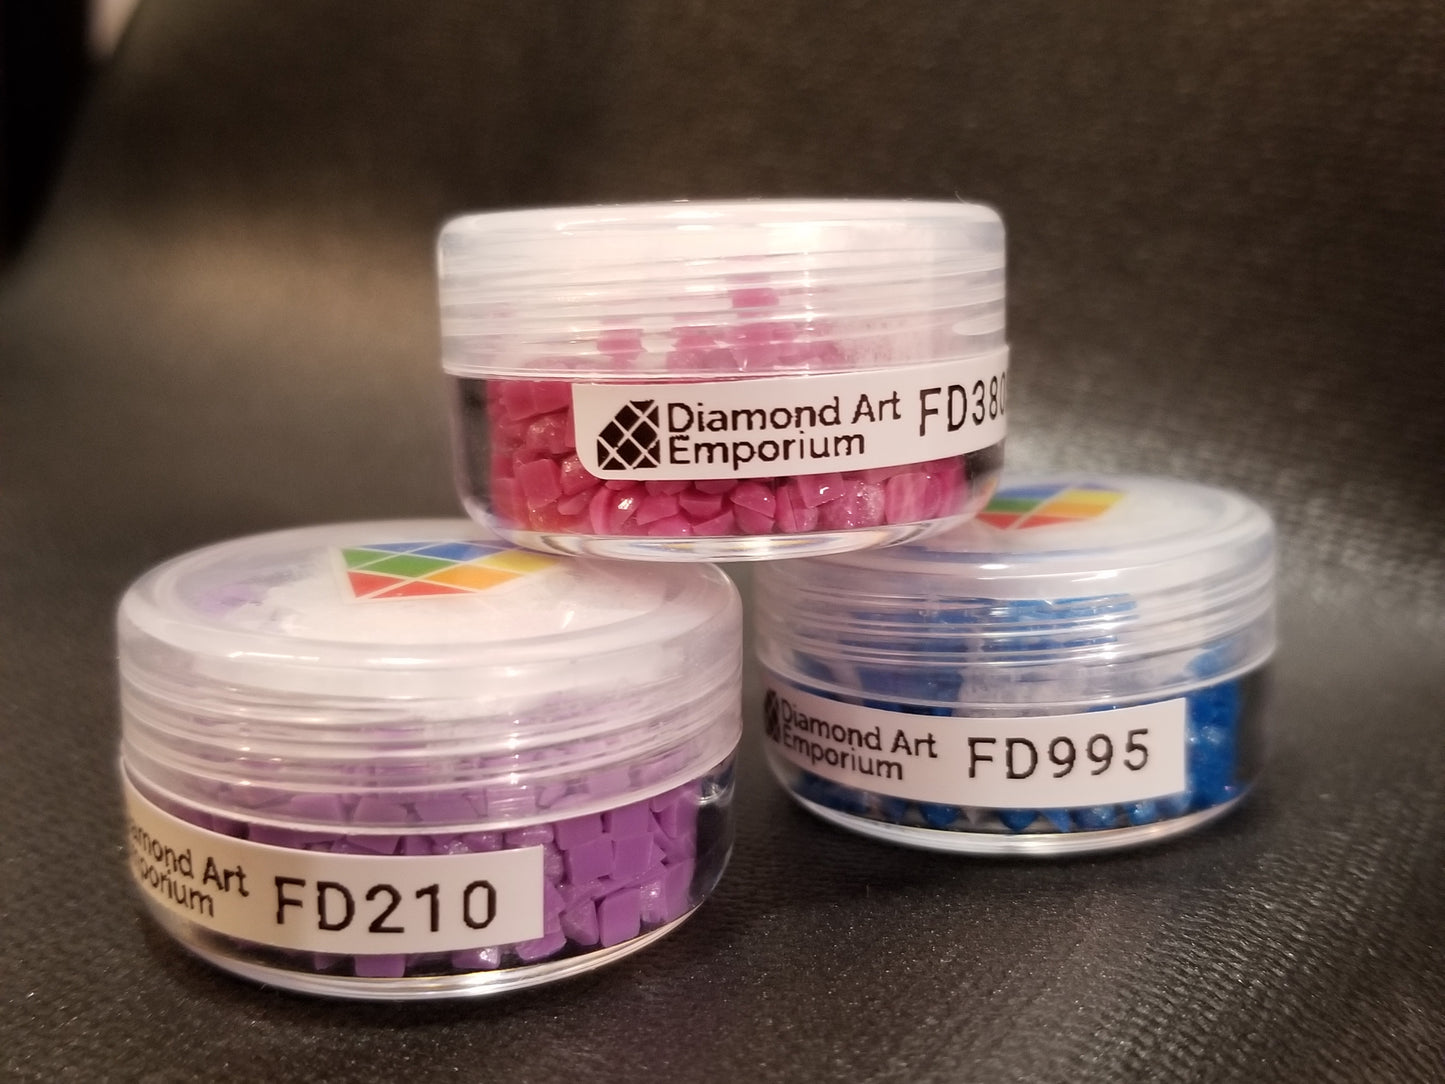 Diamond Art
Emporium
FD380
Diamond Art
Emporium
FD995
Art
FD210